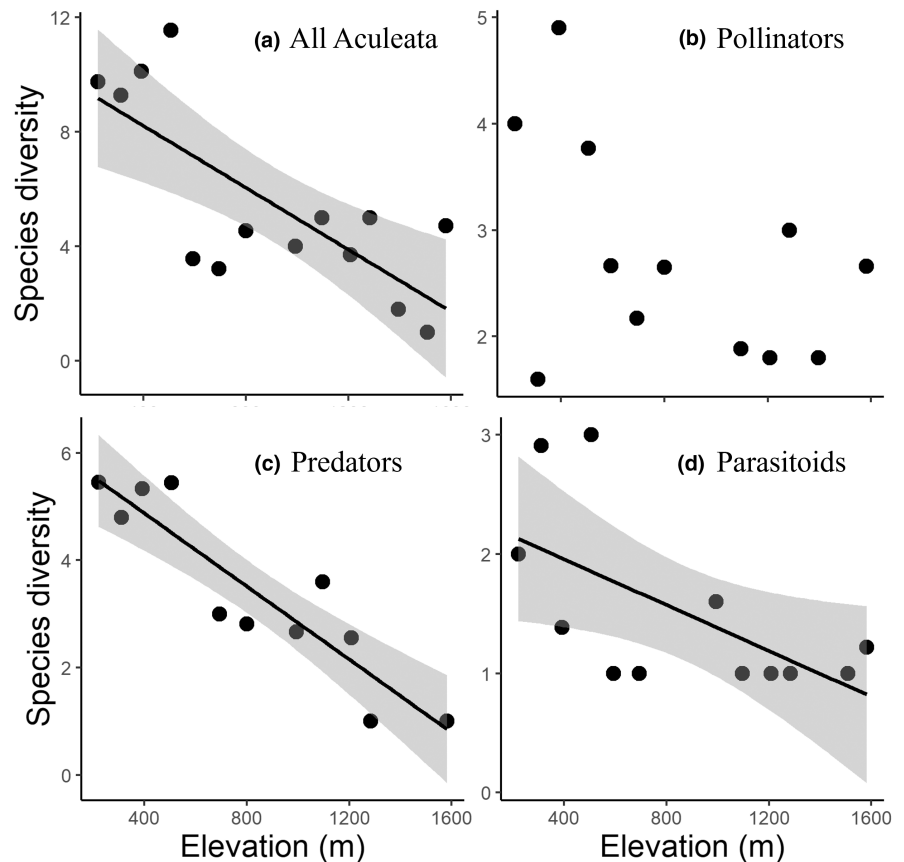 (a) All Aculeata
12
8
4
0
Species diversity
(b) Pollinators
5
4
3
2
(c) Predators
6
4
2
0
Species diversity
400 800 1200 1600
Elevation (m)
(d) Parasitoids
3
2
1
0
400 800 1200 1600
Elevation (m)